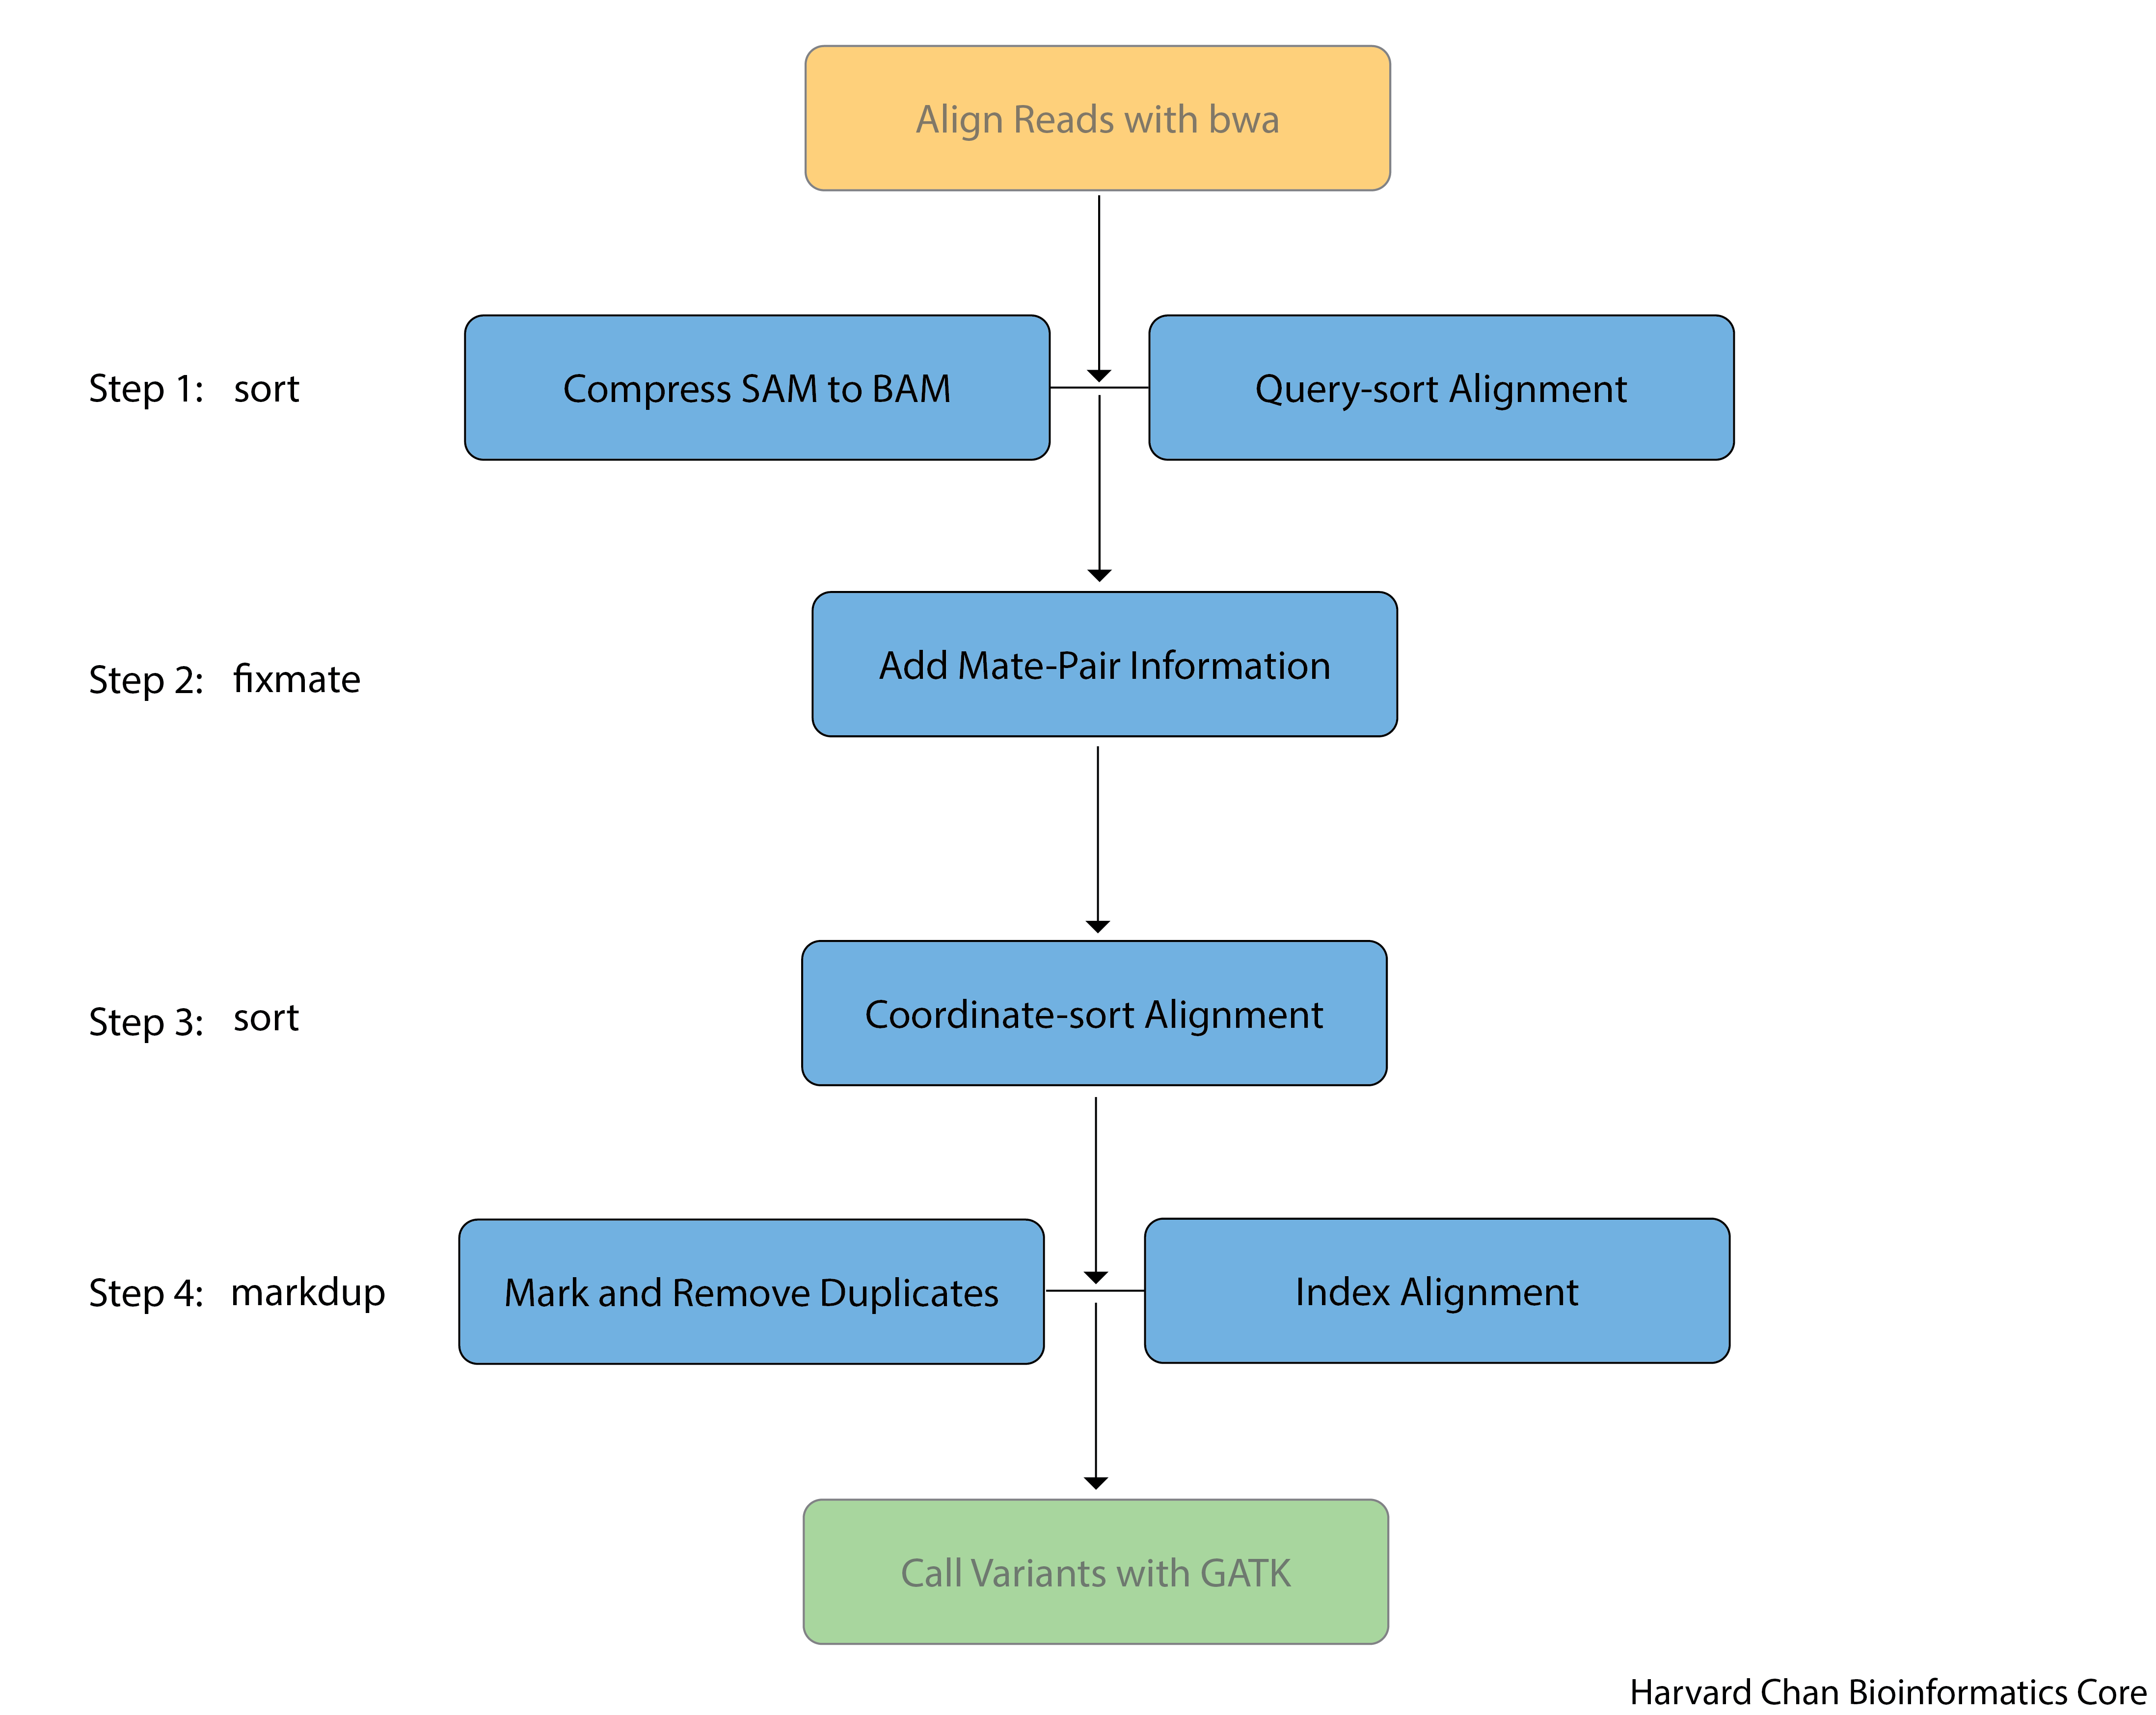 Align Reads with bwa
Step 1: sort
Compress SAM to BAM
Query-sort Alignment
Step 2: fixmate
Add Mate-Pair Information
Step 3: sort
Coordinate-sort Alignment
Step 4: markdup
Mark and Remove Duplicates
Index Alignment
Call Variants with GATK
Harvard Chan Bioinformatics Core